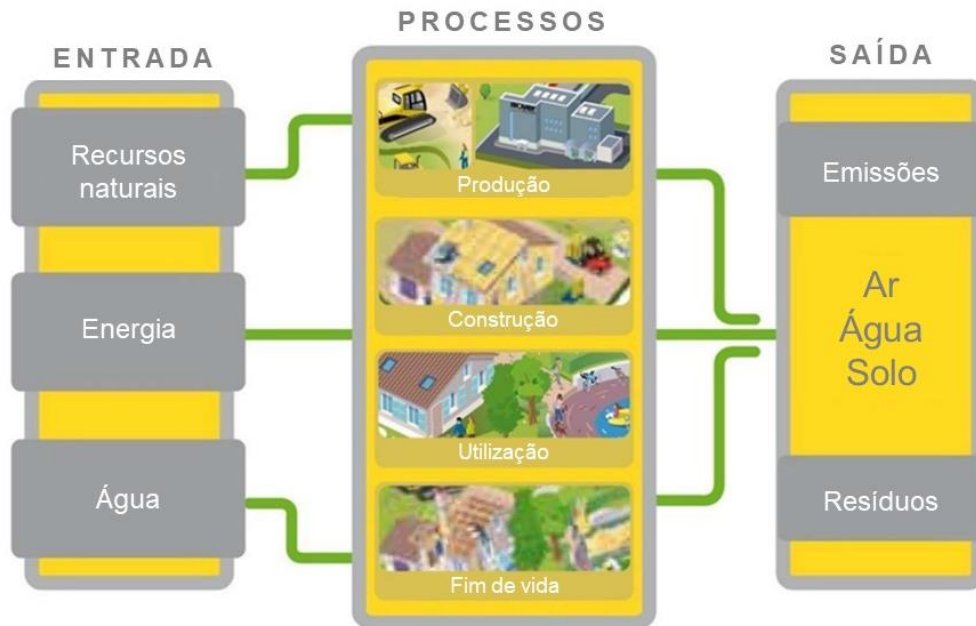 PROCESSOS
ENTRADA
SAÍDA
Recursos
naturais
Energia
Água
Produção
Construção
Utilização
Fim de vida
Emissões
Ar
Água
Solo
Resíduos